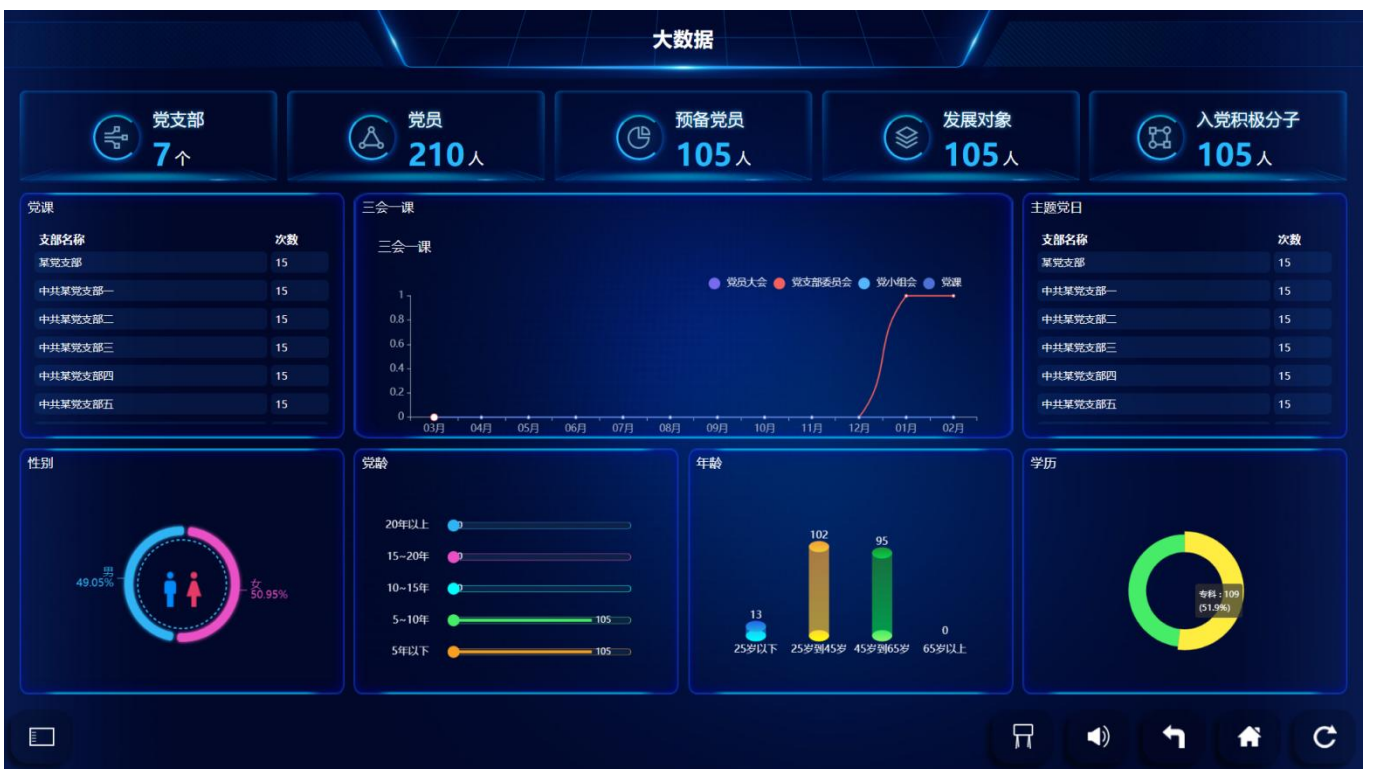 大数据
党支部
7个
党员
210人
预备党员
105人
发展对象
105人
入党积极分子
105人
党课
支部名称 次数
某党支部 15
中共某党支部一 15
中共某党支部二 15
中共某党支部三 15
中共某党支部四 15
中共某党支部五 15
三会一课
三会一课
党员大会 党支部委员会 党小组会 党课
1
0.8
0.6
0.4
0.2
0
03月 04月 05月 06月 07月 08月 09月 10月 11月 12月 01月 02月
主题党日
支部名称 次数
某党支部 15
中共某党支部一 15
中共某党支部二 15
中共某党支部三 15
中共某党支部四 15
中共某党支部五 15
性别
男
49.05%
女
50.95%
党龄
20年以上 0
15~20年 0
10~15年 0
5~10年 105
5年以下 105
年龄
13
102
95
0
25岁以下 25岁到45岁 45岁到65岁 65岁以上
学历
专科 : 109
(51.9%)